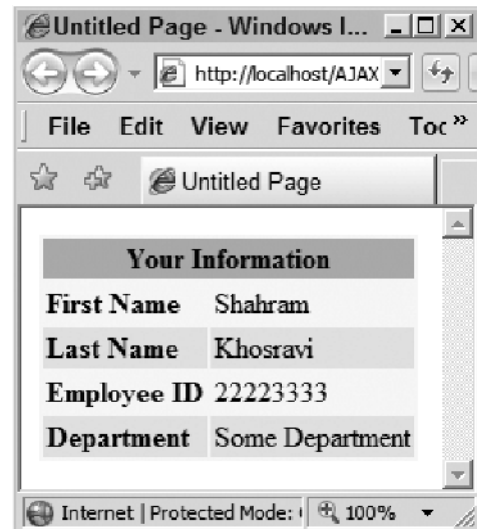 Untitled Page - Windows I...
http://localhost/AJAX
File Edit View Favorites Toc »
Untitled Page
Your Information
First Name Shahram
Last Name Khosravi
Employee ID 22223333
Department Some Department
Internet | Protected Mode: 100%